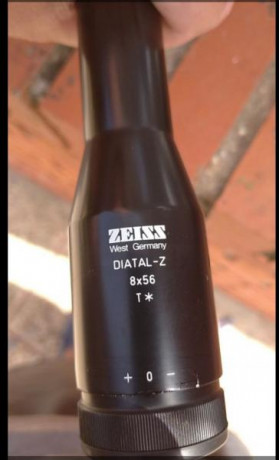 ZEISS
West Germany
DIATAL-Z
8x56
T*
+ 0 -